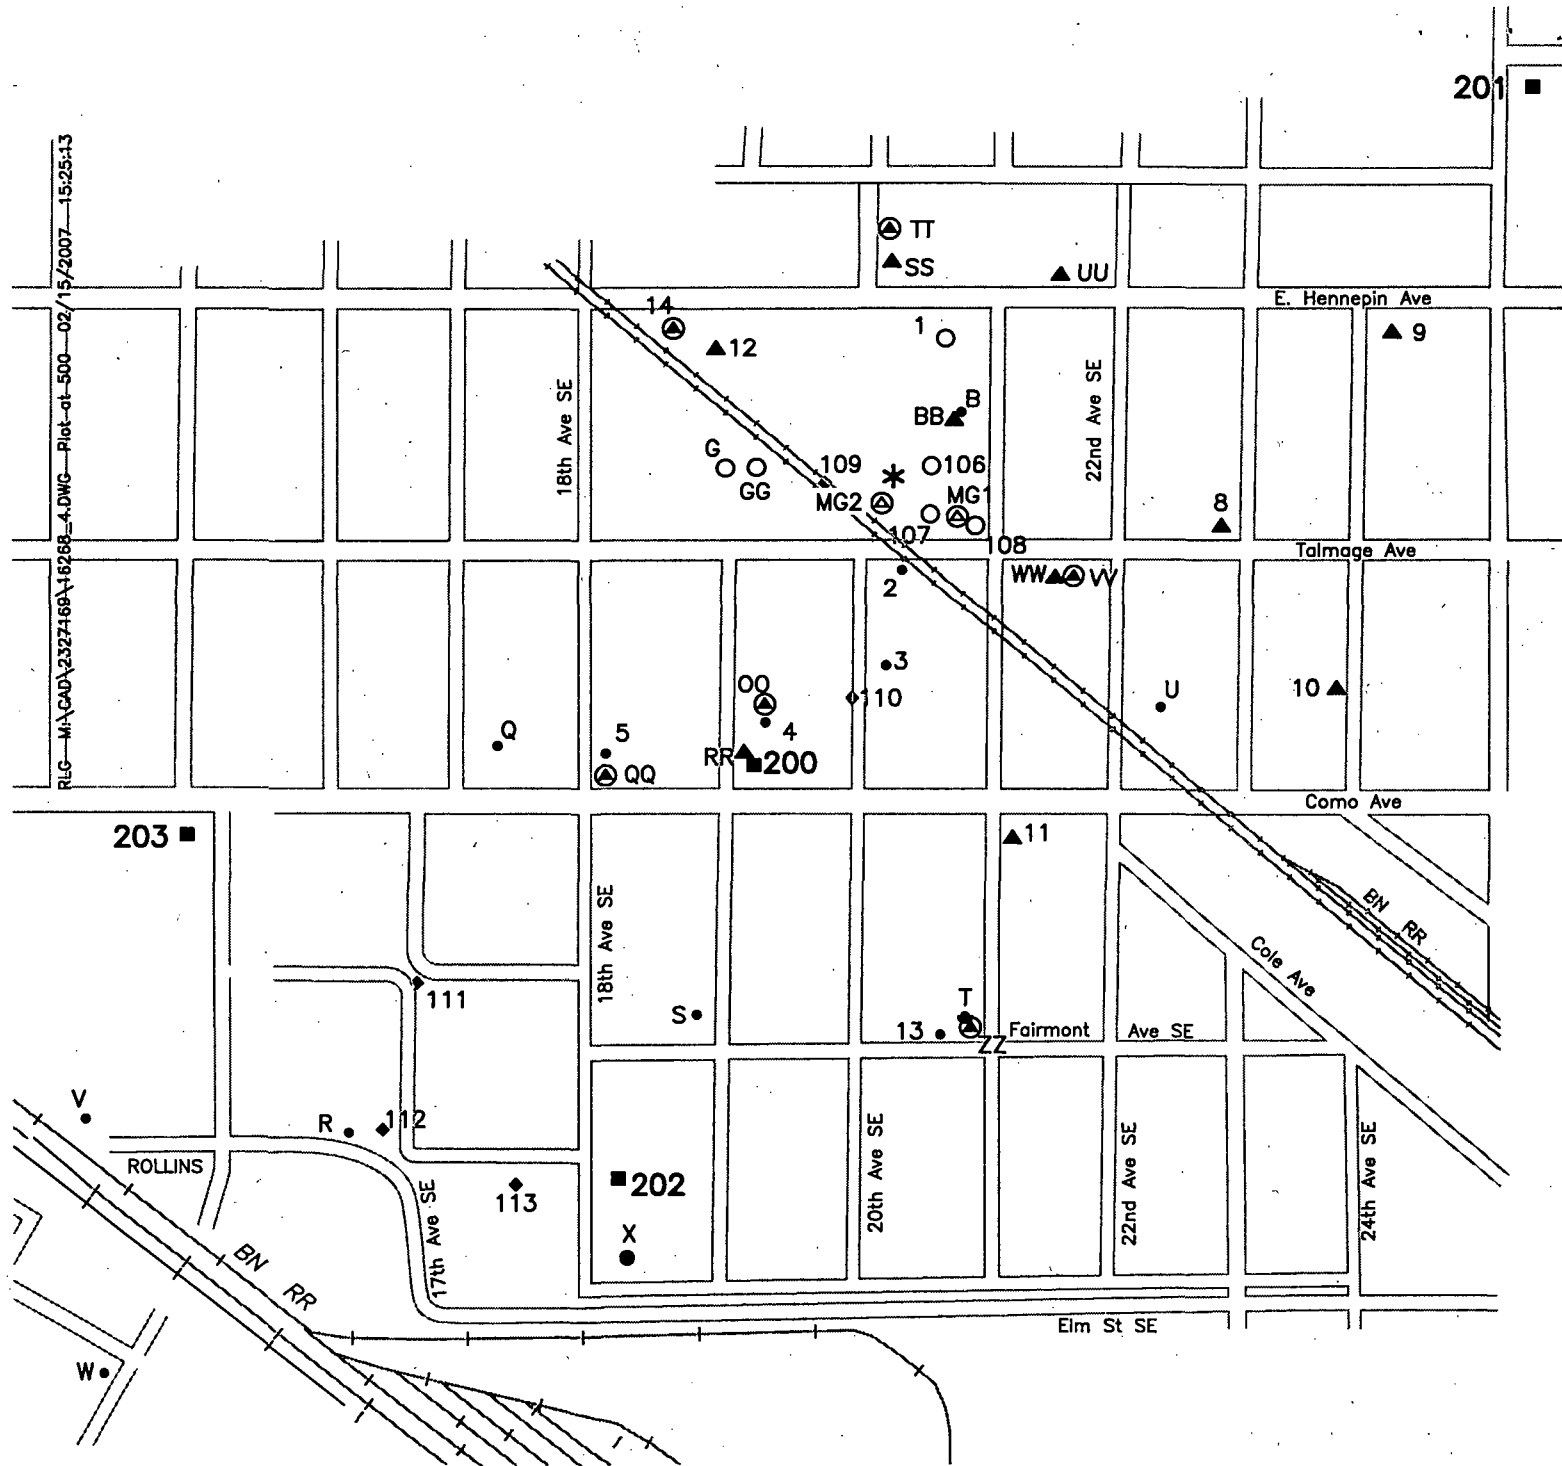 201
RLG M:\CAD\2327169\16268_4.DWG Plot at 500 02/15/2007 15:25:13
TT
SS
UU
E. Hennepin Ave
14
12
1
9
18th Ave SE
22nd Ave SE
B
BB
G
GG
109
106
MG2
MG1
107
108
8
Talmage Ave
WW
VV
2
3
110
OO
4
U
10
Q
5
QQ
RR
200
Como Ave
203
11
BN RR
Cole Ave
18th Ave SE
111
S
T
13
ZZ
Fairmont Ave SE
V
R
112
ROLLINS
113
202
X
17th Ave SE
20th Ave SE
22nd Ave SE
24th Ave SE
BN RR
Elm St SE
W